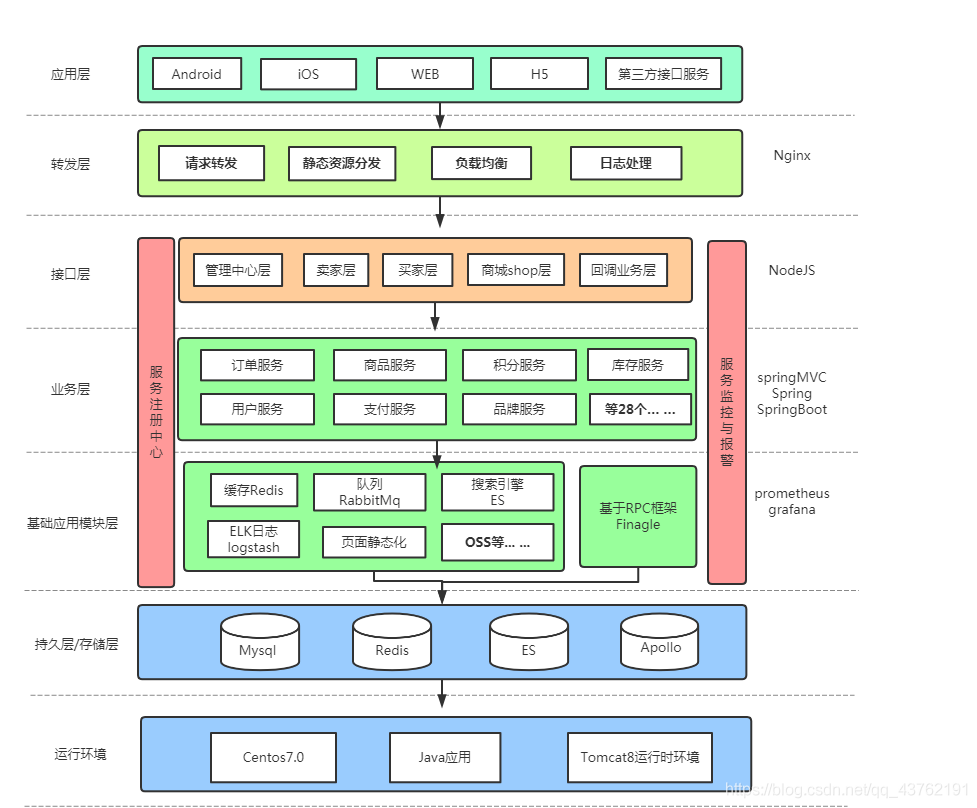 应用层
Android
iOS
WEB
H5
第三方接口服务
转发层
请求转发
静态资源分发
负载均衡
日志处理
Nginx
接口层
管理中心层
卖家层
买家层
商城shop层
回调业务层
NodeJS
服务注册中心
服务监控与报警
业务层
订单服务
商品服务
积分服务
库存服务
用户服务
支付服务
品牌服务
等28个... ...
springMVC
Spring
SpringBoot
基础应用模块层
缓存Redis
队列
RabbitMq
搜索引擎
ES
ELK日志
logstash
页面静态化
OSS等... ...
基于RPC框架
Finagle
prometheus
grafana
持久层/存储层
Mysql
Redis
ES
Apollo
运行环境
Centos7.0
Java应用
Tomcat8运行时环境
https://blog.csdn.net/qq_43762191